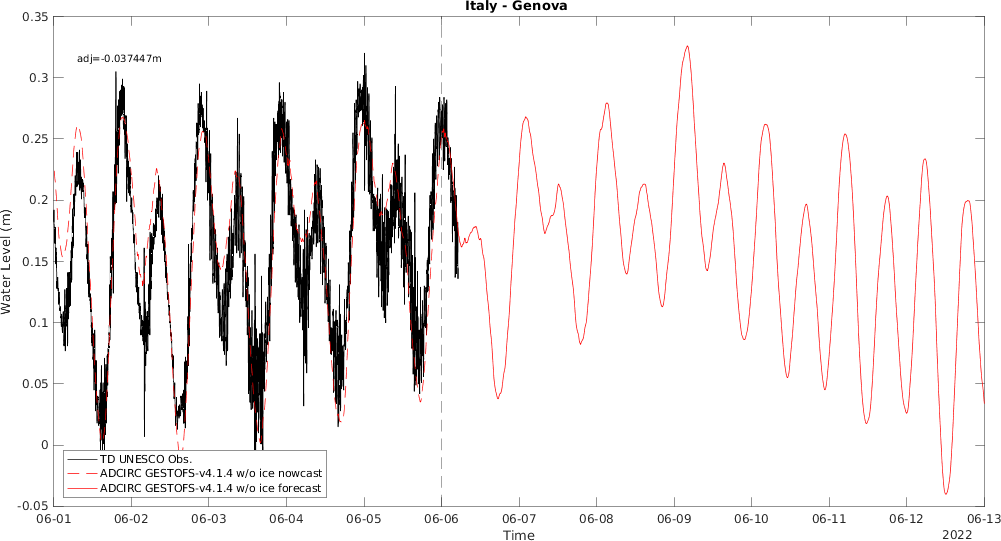 Italy - Genova
adj=-0.037447m
Water Level (m)
0.35
0.3
0.25
0.2
0.15
0.1
0.05
0
-0.05
TD UNESCO Obs.
ADCIRC GESTOFS-v4.1.4 w/o ice nowcast
ADCIRC GESTOFS-v4.1.4 w/o ice forecast
06-01 06-02 06-03 06-04 06-05 06-06 06-07 06-08 06-09 06-10 06-11 06-12 06-13
Time
2022